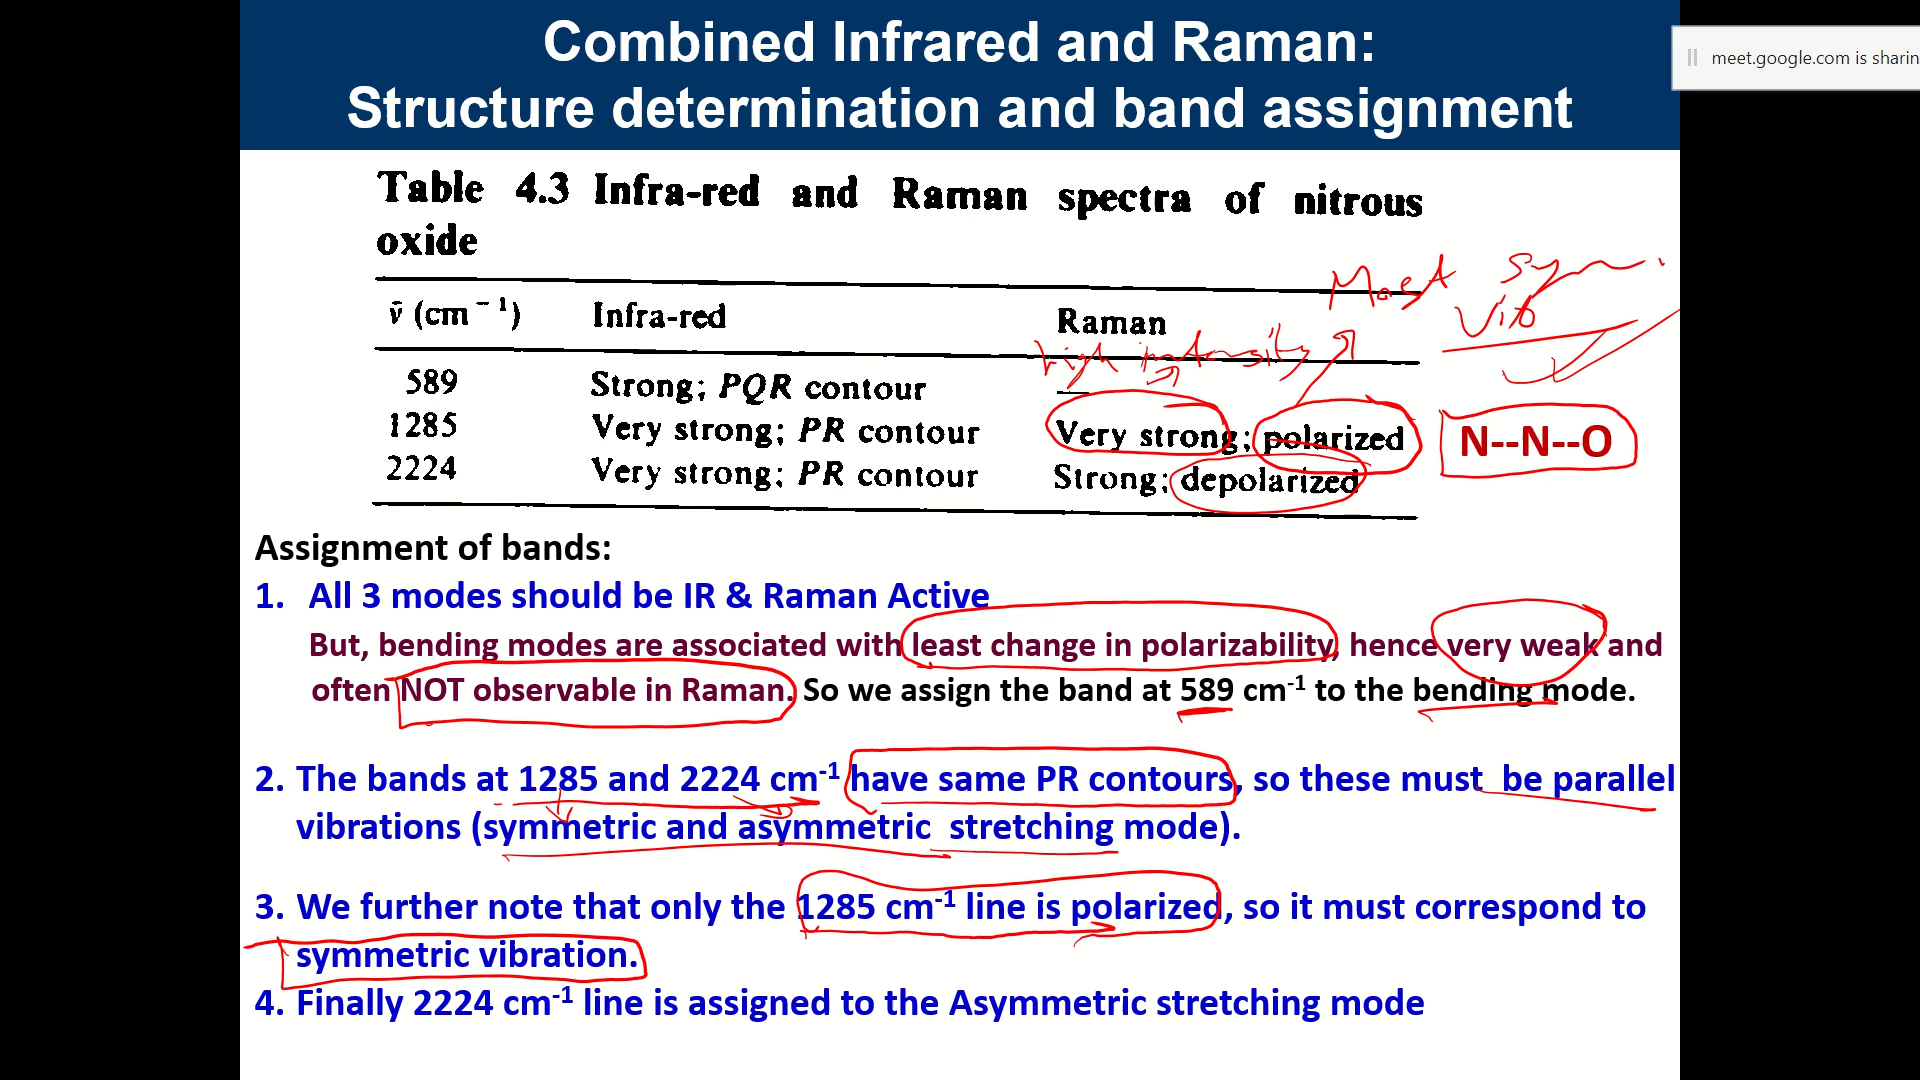 Combined Infrared and Raman:
Structure determination and band assignment
meet.google.com is sharin
Table 4.3 Infra-red and Raman spectra of nitrous
oxide
Most Sym.
Vib
ν̄ (cm⁻¹) Infra-red Raman
high intensity
589 Strong; PQR contour —
1285 Very strong; PR contour Very strong; polarized
2224 Very strong; PR contour Strong; depolarized
N--N--O
Assignment of bands:
1. All 3 modes should be IR & Raman Active
But, bending modes are associated with least change in polarizability, hence very weak and
often NOT observable in Raman. So we assign the band at 589 cm⁻¹ to the bending mode.
2. The bands at 1285 and 2224 cm⁻¹ have same PR contours, so these must be parallel
vibrations (symmetric and asymmetric stretching mode).
3. We further note that only the 1285 cm⁻¹ line is polarized, so it must correspond to
symmetric vibration.
4. Finally 2224 cm⁻¹ line is assigned to the Asymmetric stretching mode